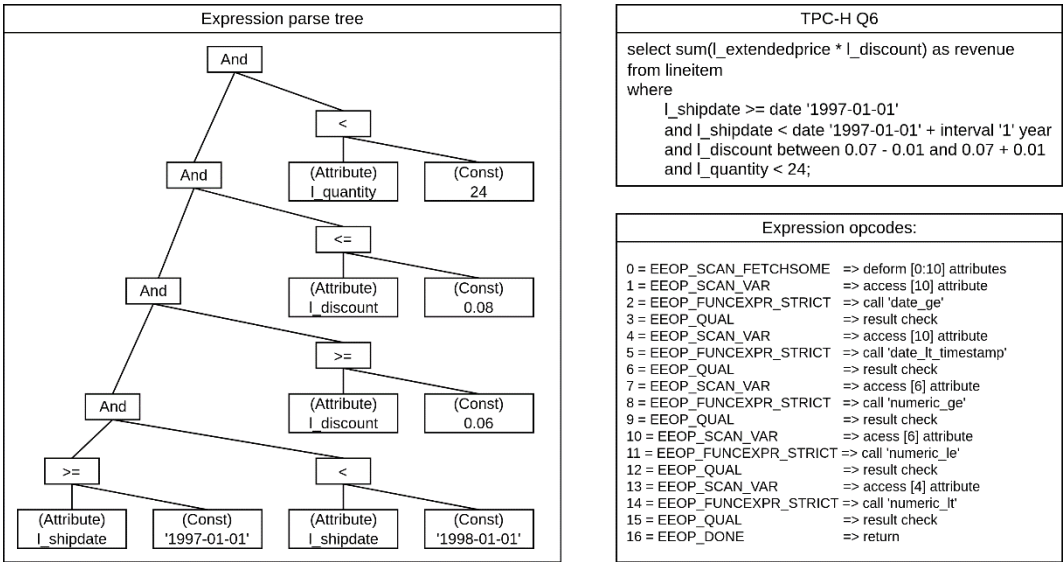 Expression parse tree
And
<
(Attribute)
l_quantity
(Const)
24
And
<=
(Attribute)
l_discount
(Const)
0.08
And
>=
(Attribute)
l_discount
(Const)
0.06
And
>=
<
(Attribute)
l_shipdate
(Const)
'1997-01-01'
(Attribute)
l_shipdate
(Const)
'1998-01-01'
TPC-H Q6
select sum(l_extendedprice * l_discount) as revenue
from lineitem
where
l_shipdate >= date '1997-01-01'
and l_shipdate < date '1997-01-01' + interval '1' year
and l_discount between 0.07 - 0.01 and 0.07 + 0.01
and l_quantity < 24;
Expression opcodes:
0 = EEOP_SCAN_FETCHSOME => deform [0:10] attributes
1 = EEOP_SCAN_VAR => access [10] attribute
2 = EEOP_FUNCEXPR_STRICT => call 'date_ge'
3 = EEOP_QUAL => result check
4 = EEOP_SCAN_VAR => access [10] attribute
5 = EEOP_FUNCEXPR_STRICT => call 'date_lt_timestamp'
6 = EEOP_QUAL => result check
7 = EEOP_SCAN_VAR => access [6] attribute
8 = EEOP_FUNCEXPR_STRICT => call 'numeric_ge'
9 = EEOP_QUAL => result check
10 = EEOP_SCAN_VAR => acess [6] attribute
11 = EEOP_FUNCEXPR_STRICT => call 'numeric_le'
12 = EEOP_QUAL => result check
13 = EEOP_SCAN_VAR => access [4] attribute
14 = EEOP_FUNCEXPR_STRICT => call 'numeric_lt'
15 = EEOP_QUAL => result check
16 = EEOP_DONE => return